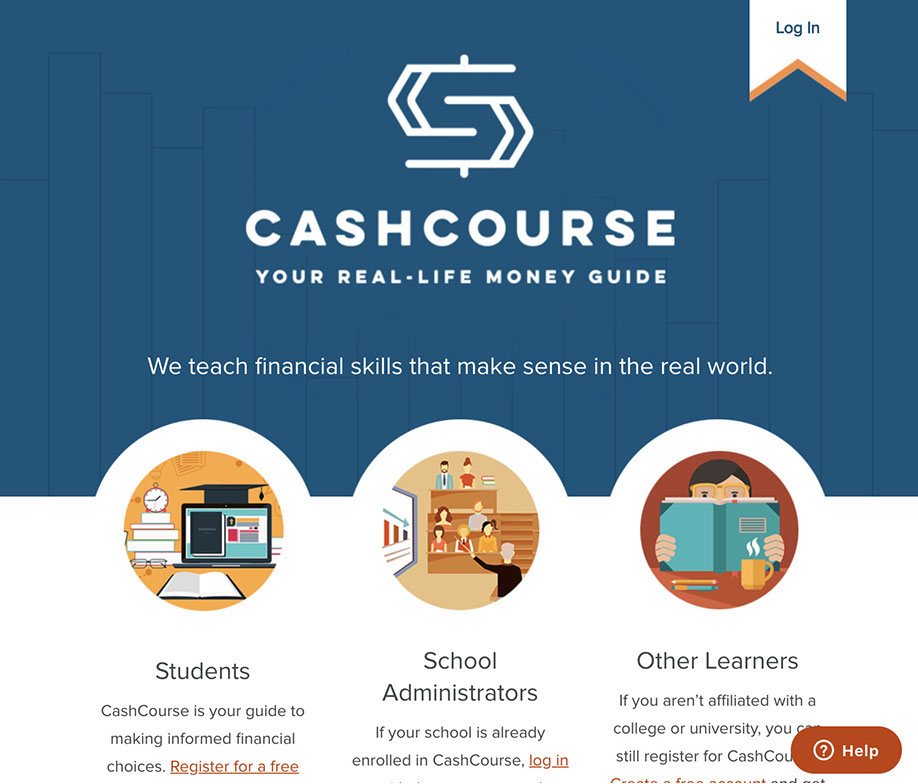 Log In
CASHCOURSE
YOUR REAL-LIFE MONEY GUIDE
We teach financial skills that make sense in the real world.
Students
CashCourse is your guide to
making informed financial
choices. Register for a free
School
Administrators
If your school is already
enrolled in CashCourse, log in
Other Learners
If you aren't affiliated with a
college or university, you can
still register for
Create a free account and get
Help